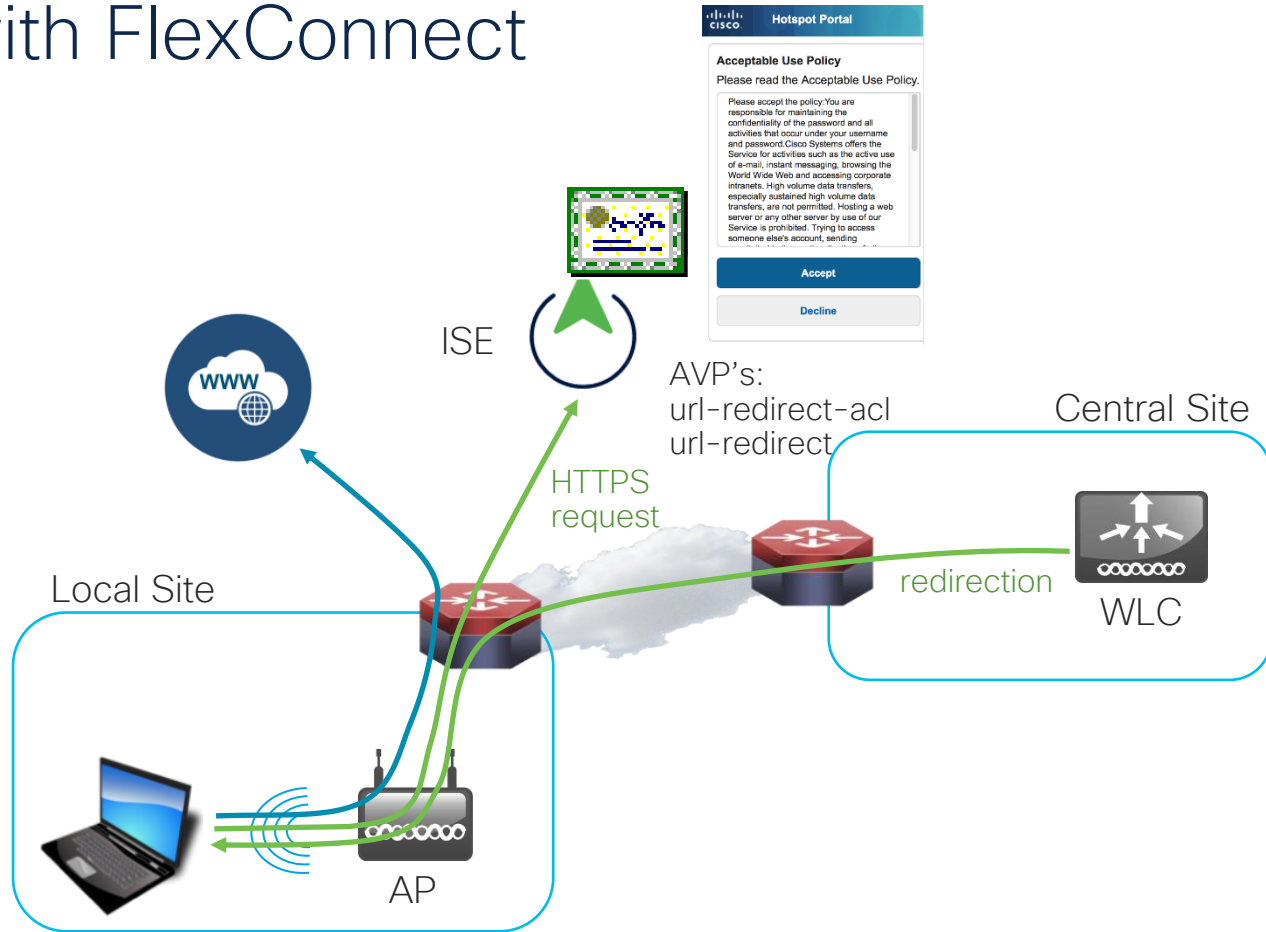 with FlexConnect
CISCO
Hotspot Portal
Acceptable Use Policy
Please read the Acceptable Use Policy.
Please accept the policy:You are
responsible for maintaining the
confidentiality of the password and all
activities that occur under your username
and password.Cisco Systems offers the
Service for activities such as the active use
of e-mail, instant messaging, browsing the
World Wide Web and accessing corporate
intranets. High volume data transfers,
especially sustained high volume data
transfers, are not permitted. Hosting a web
server or any other server by use of our
Service is prohibited. Trying to access
someone else's account, sending
Accept
Decline
ISE
WWW
AVP's:
url-redirect-acl
url-redirect
Central Site
HTTPS
request
Local Site
redirection
WLC
AP